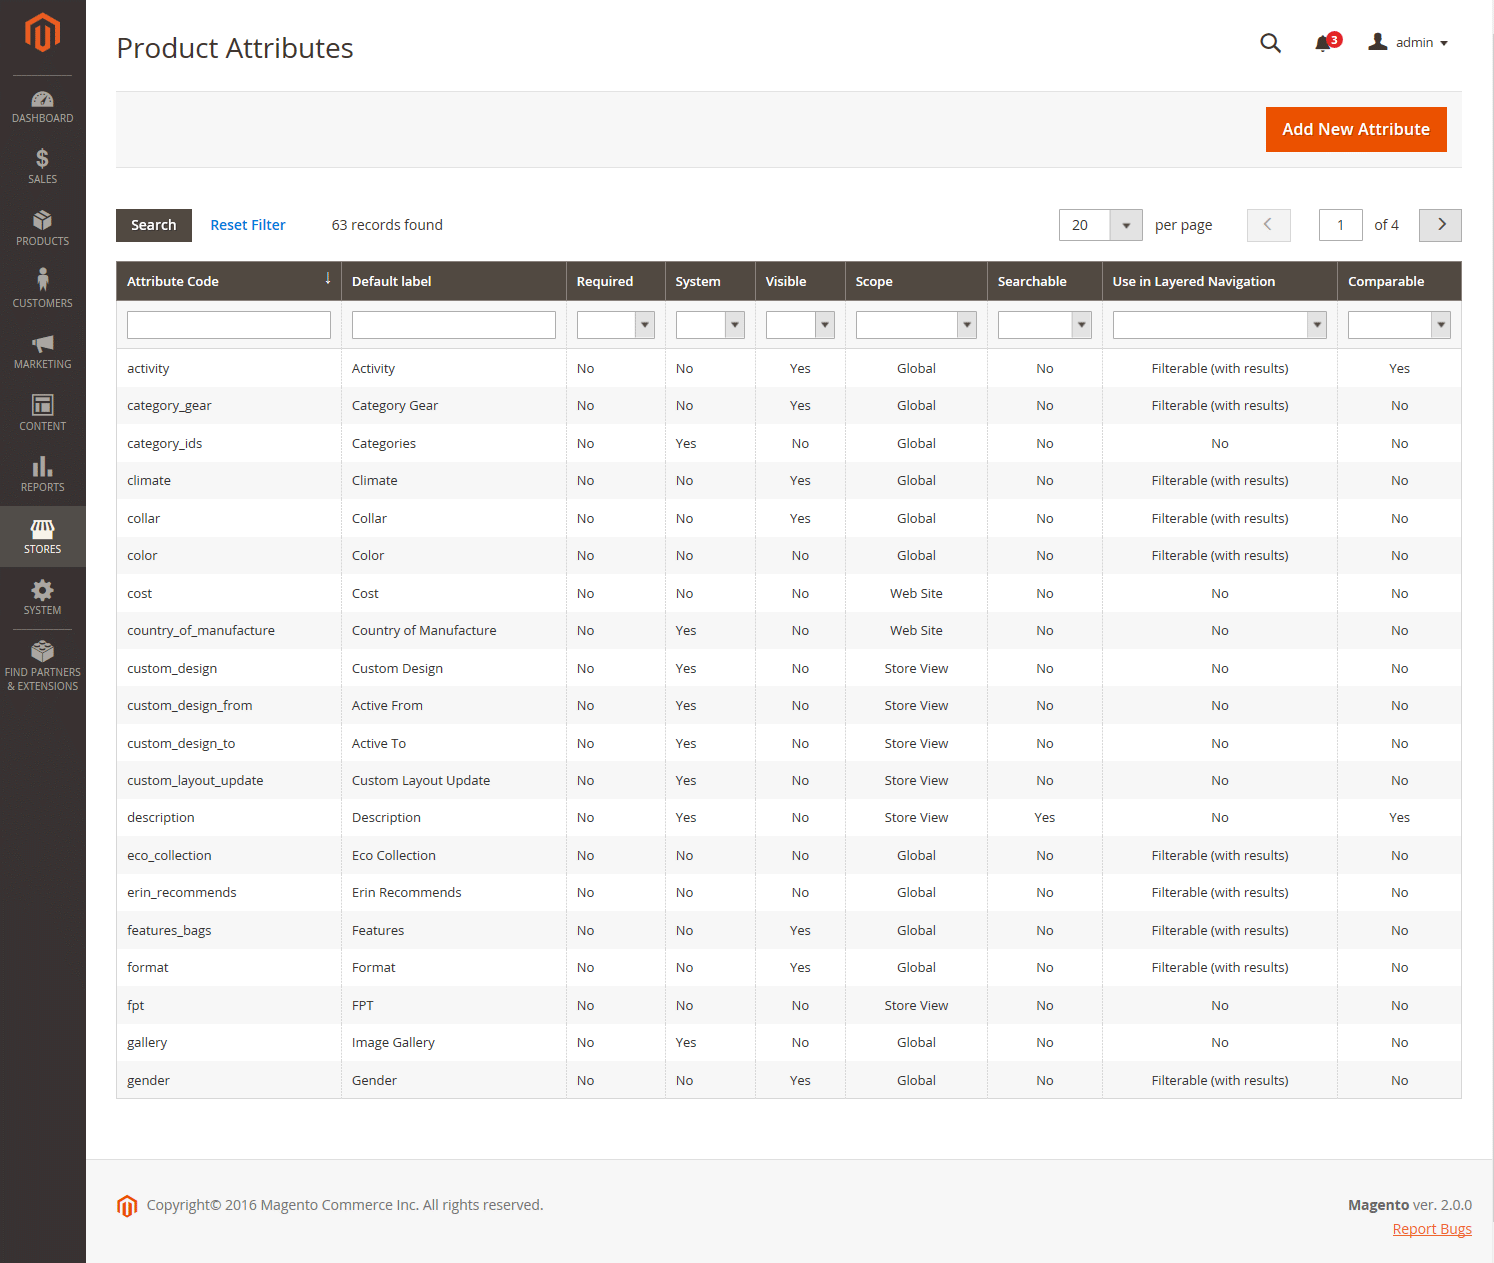 Product Attributes
3
admin
DASHBOARD
SALES
PRODUCTS
CUSTOMERS
MARKETING
CONTENT
REPORTS
STORES
SYSTEM
FIND PARTNERS
& EXTENSIONS
Add New Attribute
Search Reset Filter 63 records found 20 per page 1 of 4
Attribute Code Default label Required System Visible Scope Searchable Use in Layered Navigation Comparable
activity Activity No No Yes Global No Filterable (with results) Yes
category_gear Category Gear No No Yes Global No Filterable (with results) No
category_ids Categories No Yes No Global No No No
climate Climate No No Yes Global No Filterable (with results) No
collar Collar No No Yes Global No Filterable (with results) No
color Color No No No Global No Filterable (with results) No
cost Cost No No No Web Site No No No
country_of_manufacture Country of Manufacture No Yes No Web Site No No No
custom_design Custom Design No Yes No Store View No No No
custom_design_from Active From No Yes No Store View No No No
custom_design_to Active To No Yes No Store View No No No
custom_layout_update Custom Layout Update No Yes No Store View No No No
description Description No Yes No Store View Yes No Yes
eco_collection Eco Collection No No No Global No Filterable (with results) No
erin_recommends Erin Recommends No No No Global No Filterable (with results) No
features_bags Features No No Yes Global No Filterable (with results) No
format Format No No Yes Global No Filterable (with results) No
fpt FPT No No No Store View No No No
gallery Image Gallery No Yes No Global No No No
gender Gender No No Yes Global No Filterable (with results) No
Copyright© 2016 Magento Commerce Inc. All rights reserved.
Magento ver. 2.0.0
Report Bugs